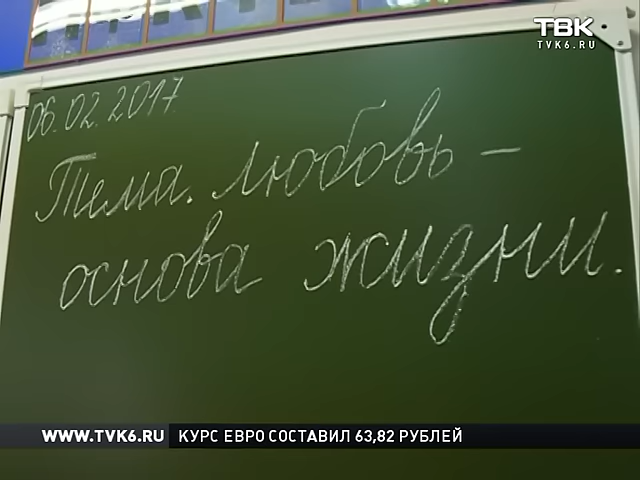 ТВК
TVK6.RU
06.02.2017
Тема. Любовь –
основа жизни.
WWW.TVK6.RU КУРС ЕВРО СОСТАВИЛ 63,82 РУБЛЕЙ